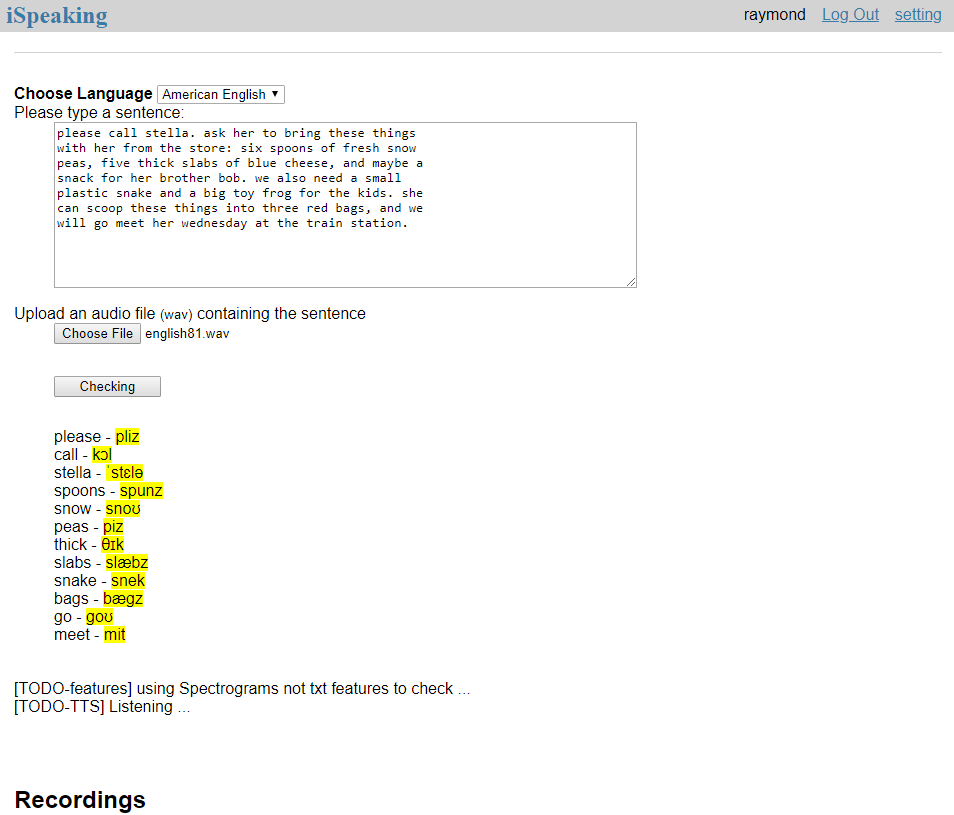 iSpeaking
raymond Log Out setting
Choose Language American English
Please type a sentence:
please call stella. ask her to bring these things
with her from the store: six spoons of fresh snow
peas, five thick slabs of blue cheese, and maybe a
snack for her brother bob. we also need a small
plastic snake and a big toy frog for the kids. she
can scoop these things into three red bags, and we
will go meet her wednesday at the train station.
Upload an audio file (wav) containing the sentence
Choose File english81.wav
Checking
please - pliz
call - kɔl
stella - ˈstɛlə
spoons - spunz
snow - snoʊ
peas - piz
thick - θɪk
slabs - slæbz
snake - snek
bags - bægz
go - goʊ
meet - mit
[TODO-features] using Spectrograms not txt features to check ...
[TODO-TTS] Listening ...
Recordings